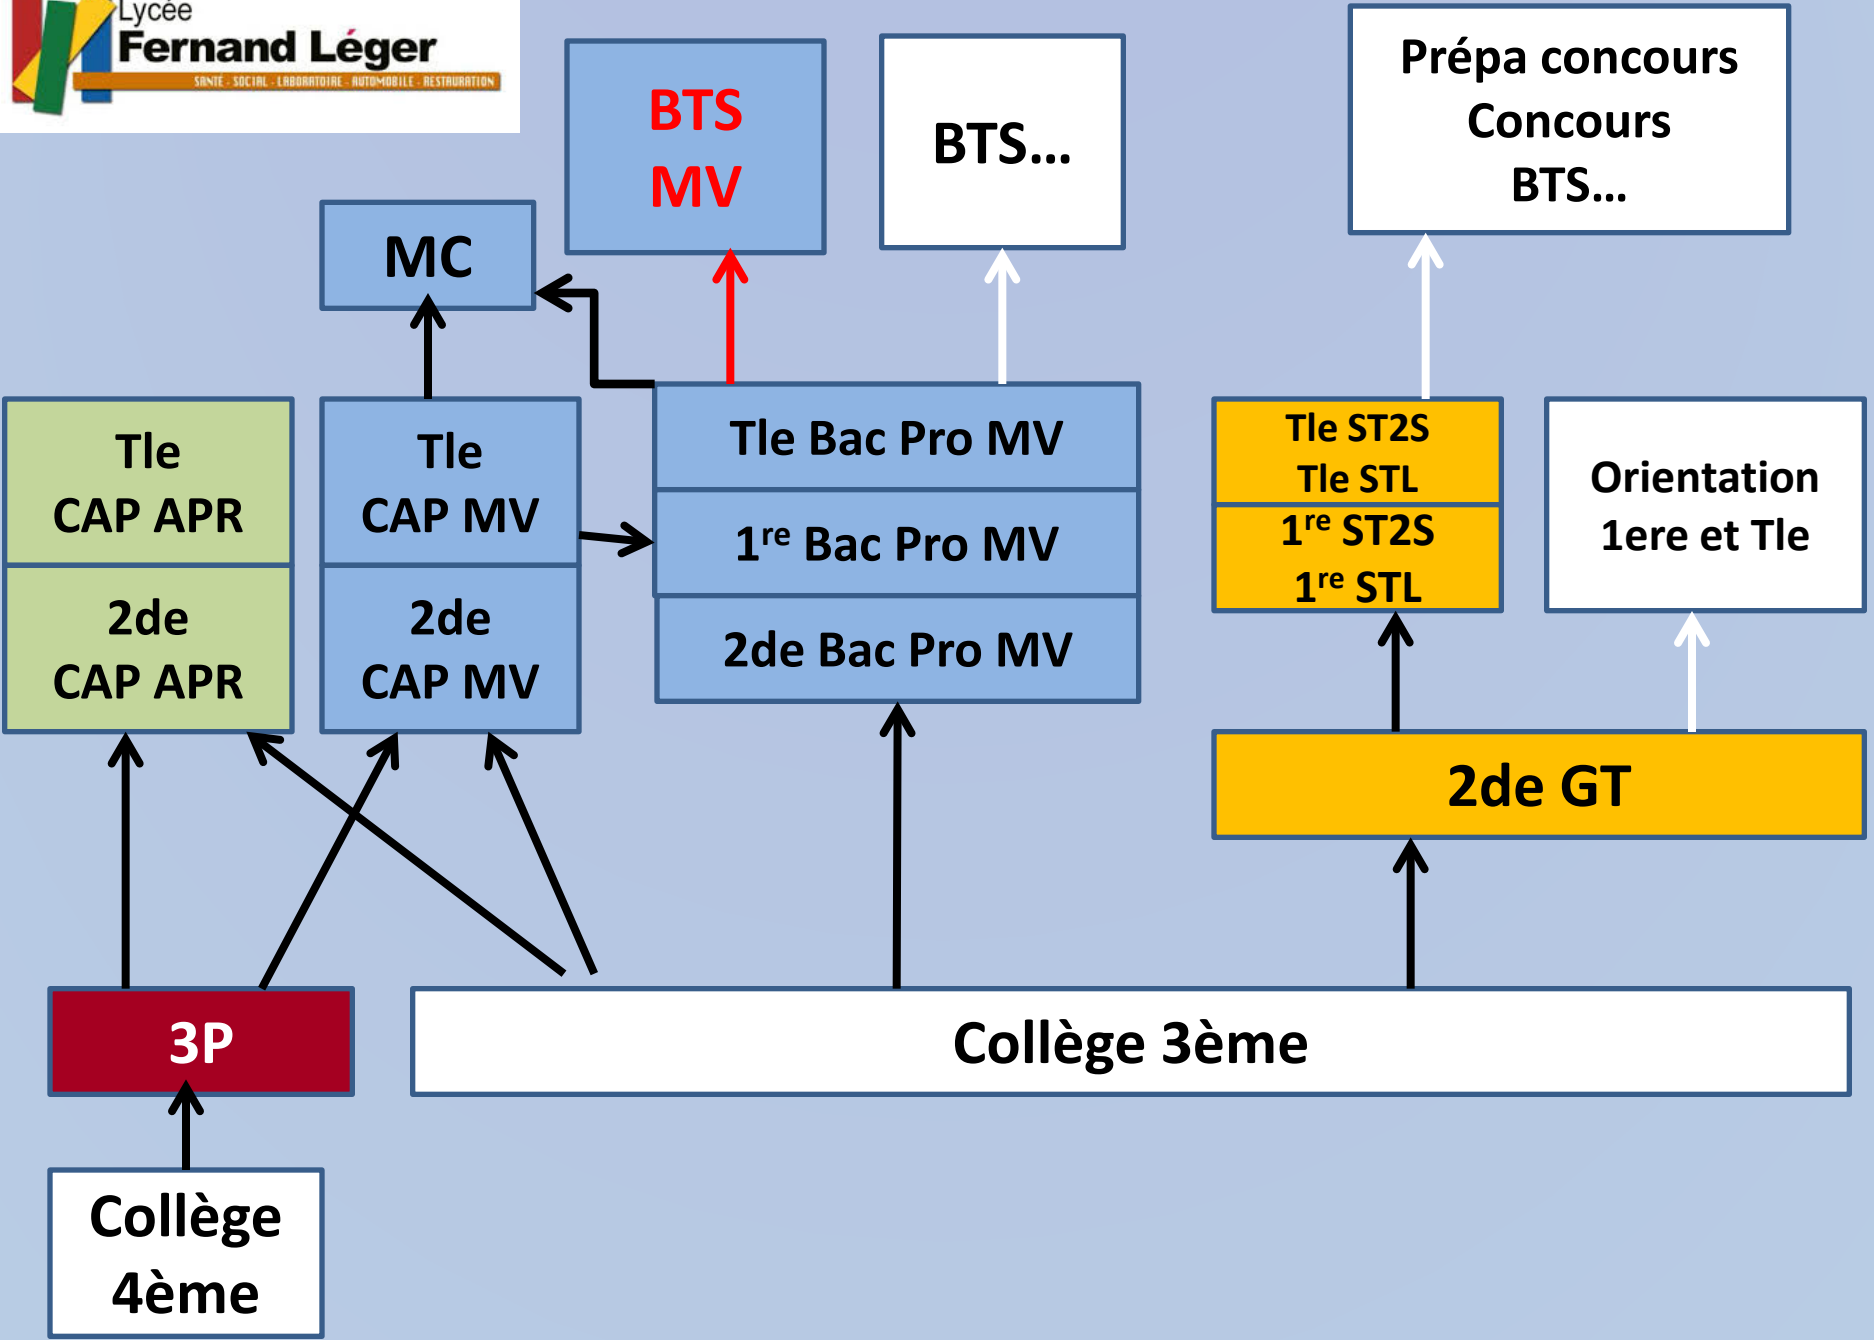 Lycée
Fernand Léger
SANTÉ - SOCIAL - LABORATOIRE - AUTOMOBILE - RESTAURATION
BTS
MV
BTS...
Prépa concours
Concours
BTS...
MC
Tle
CAP APR
2de
CAP APR
Tle
CAP MV
2de
CAP MV
Tle Bac Pro MV
1re Bac Pro MV
2de Bac Pro MV
Tle ST2S
Tle STL
1re ST2S
1re STL
Orientation
1ere et Tle
2de GT
3P
Collège 3ème
Collège
4ème